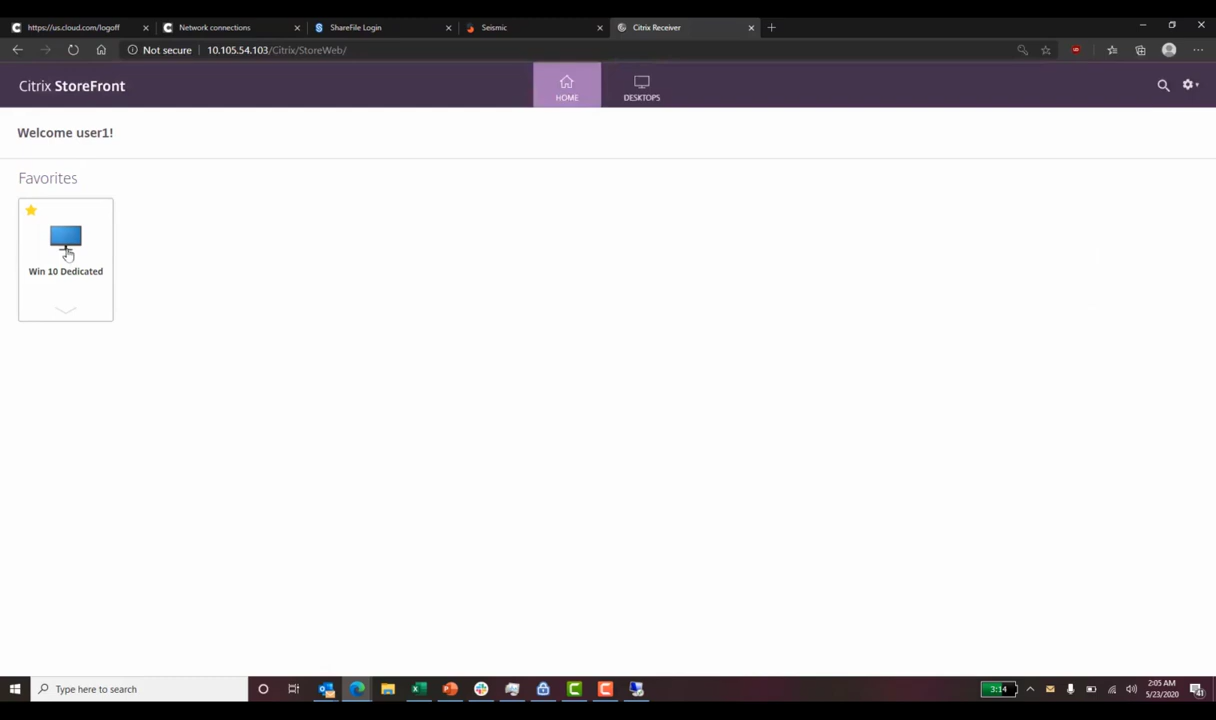 https://us.cloud.com/logoff
Network connections
ShareFile Login
Seismic
Citrix Receiver
Not secure
10.105.54.103/Citrix/StoreWeb/
Citrix StoreFront
HOME
DESKTOPS
Welcome user1!
Favorites
Win 10 Dedicated
Type here to search
3:14
2:05 AM
5/23/2020
41